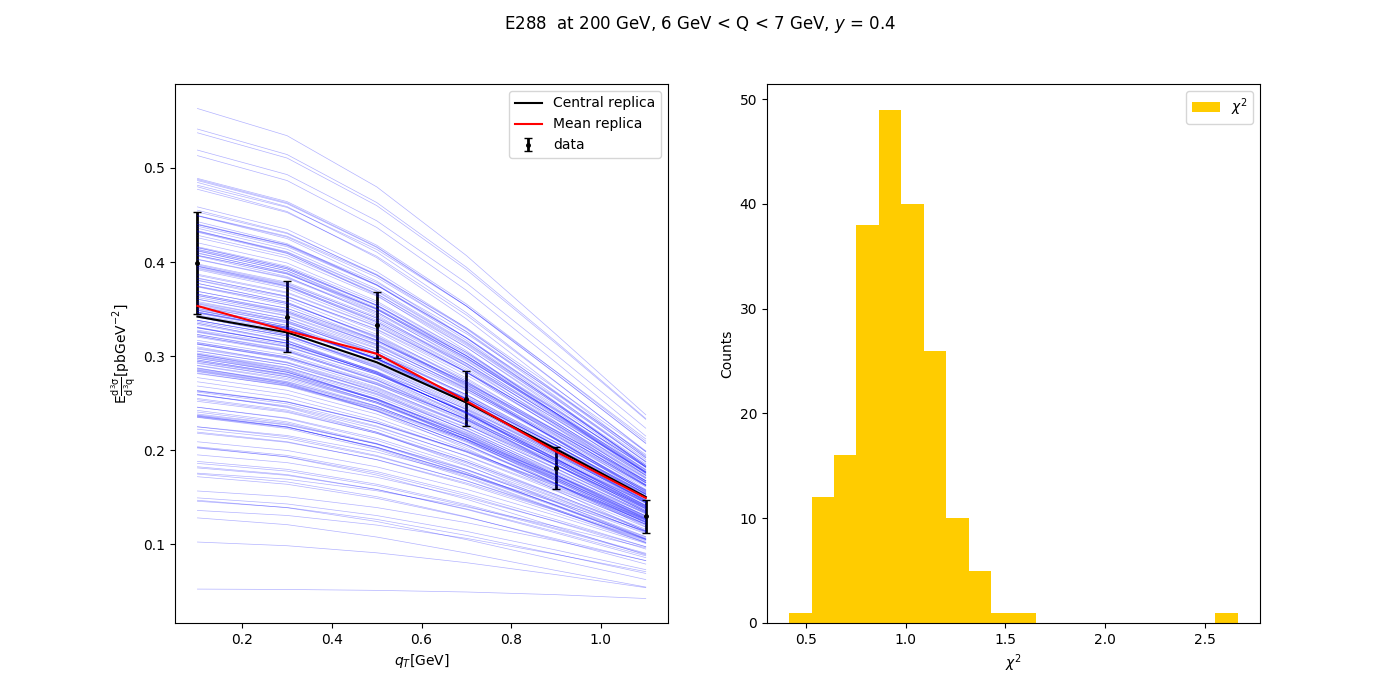 E288 at 200 GeV, 6 GeV < Q < 7 GeV, y = 0.4
Central replica
Mean replica
data
0.5
0.4
0.3
0.2
0.1
E d³σ/d³q [pbGeV⁻²]
0.2
0.4
0.6
0.8
1.0
q_T[GeV]
χ²
50
40
30
20
10
0
Counts
0.5
1.0
1.5
2.0
2.5
χ²